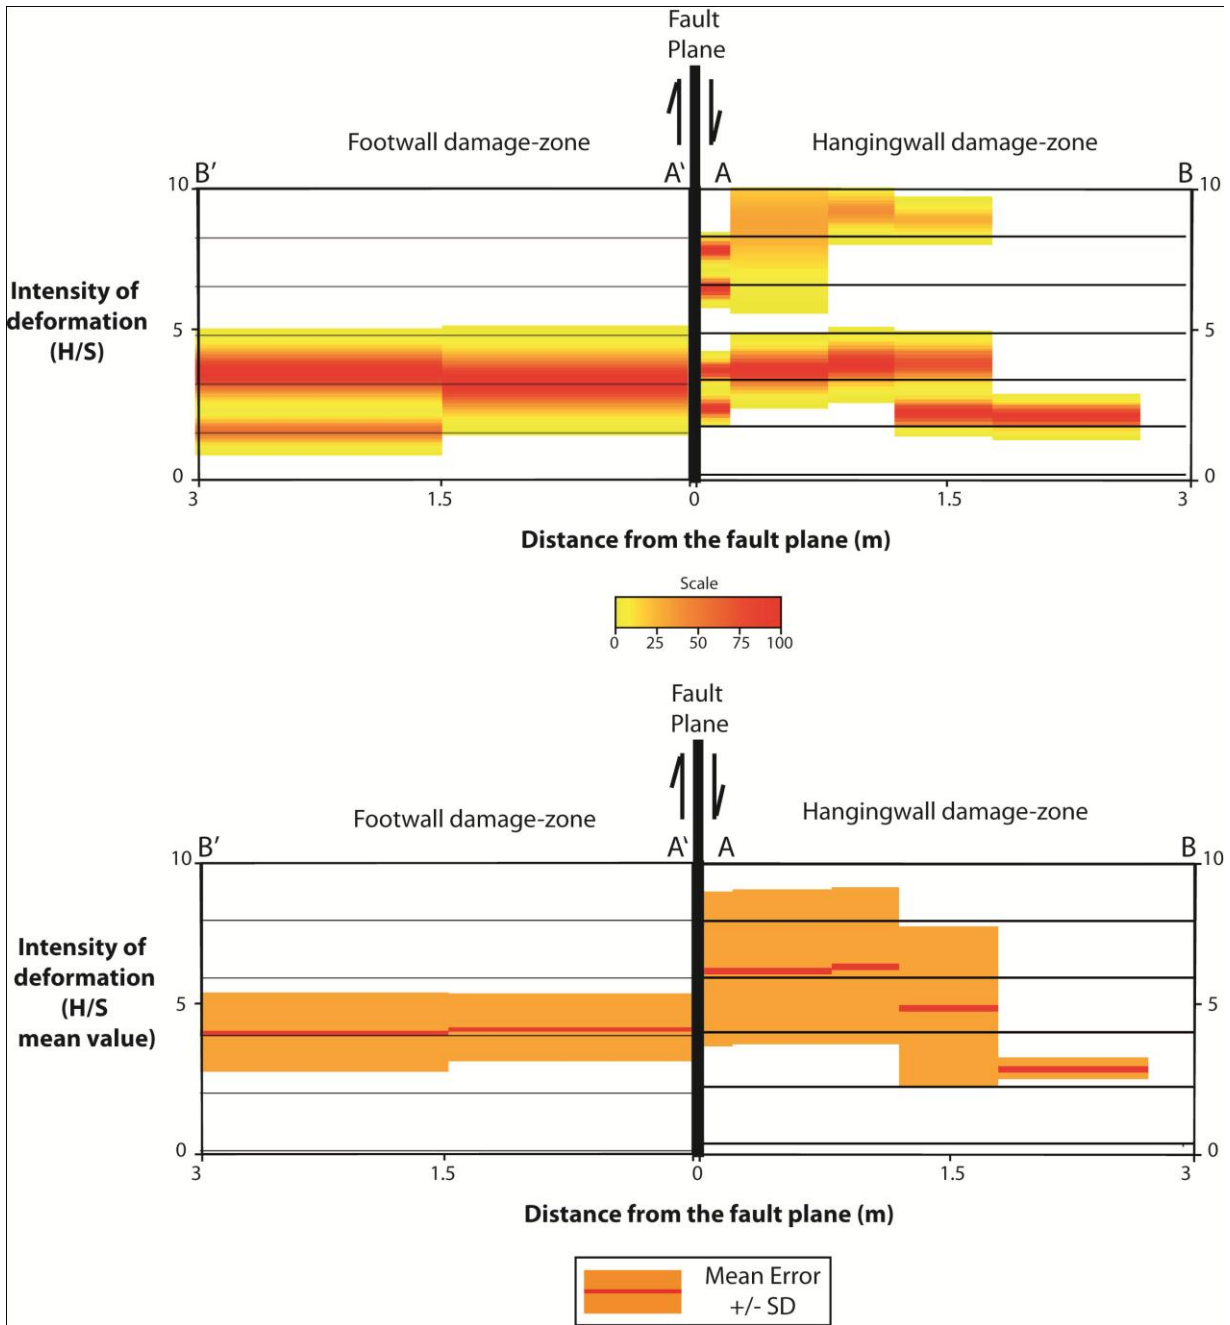 Fault
Plane
Footwall damage-zone
Hangingwall damage-zone
B’
A‘
A
B
10
10
Intensity of
deformation
(H/S)
5
5
0
0
3
1.5
0
1.5
3
Distance from the fault plane (m)
Scale
0
25
50
75
100
Fault
Plane
Footwall damage-zone
Hangingwall damage-zone
B’
A‘
A
B
10
10
Intensity of
deformation
(H/S
mean value)
5
5
0
0
3
1.5
0
1.5
3
Distance from the fault plane (m)
Mean Error
+/- SD